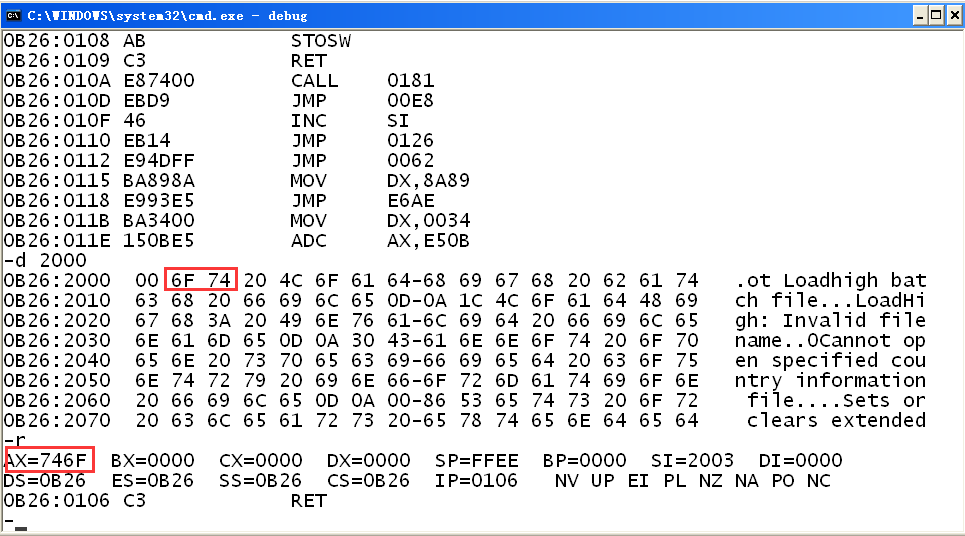 C:\WINDOWS\system32\cmd.exe - debug
0B26:0108 AB            STOSW
0B26:0109 C3            RET
0B26:010A E87400        CALL    0181
0B26:010D EBD9          JMP     00E8
0B26:010F 46            INC     SI
0B26:0110 EB14          JMP     0126
0B26:0112 E94DFF        JMP     0062
0B26:0115 BA898A        MOV     DX,8A89
0B26:0118 E993E5        JMP     E6AE
0B26:011B BA3400        MOV     DX,0034
0B26:011E 150BE5        ADC     AX,E50B
-d 2000
0B26:2000  00 6F 74 20 4C 6F 61 64-68 69 67 68 20 62 61 74   .ot Loadhigh bat
0B26:2010  63 68 20 66 69 6C 65 0D-0A 1C 4C 6F 61 64 48 69   ch file...LoadHi
0B26:2020  67 68 3A 20 49 6E 76 61-6C 69 64 20 66 69 6C 65   gh: Invalid file
0B26:2030  6E 61 6D 65 0D 0A 30 43-61 6E 6E 6F 74 20 6F 70   name..0Cannot op
0B26:2040  65 6E 20 73 70 65 63 69-66 69 65 64 20 63 6F 75   en specified cou
0B26:2050  6E 74 72 79 20 69 6E 66-6F 72 6D 61 74 69 6F 6E   ntry information
0B26:2060  20 66 69 6C 65 0D 0A 00-86 53 65 74 73 20 6F 72    file....Sets or
0B26:2070  20 63 6C 65 61 72 73 20-65 78 74 65 6E 64 65 64    clears extended
-r
AX=746F  BX=0000  CX=0000  DX=0000  SP=FFEE  BP=0000  SI=2003  DI=0000
DS=0B26  ES=0B26  SS=0B26  CS=0B26  IP=0106   NV UP EI PL NZ NA PO NC
0B26:0106 C3            RET
-